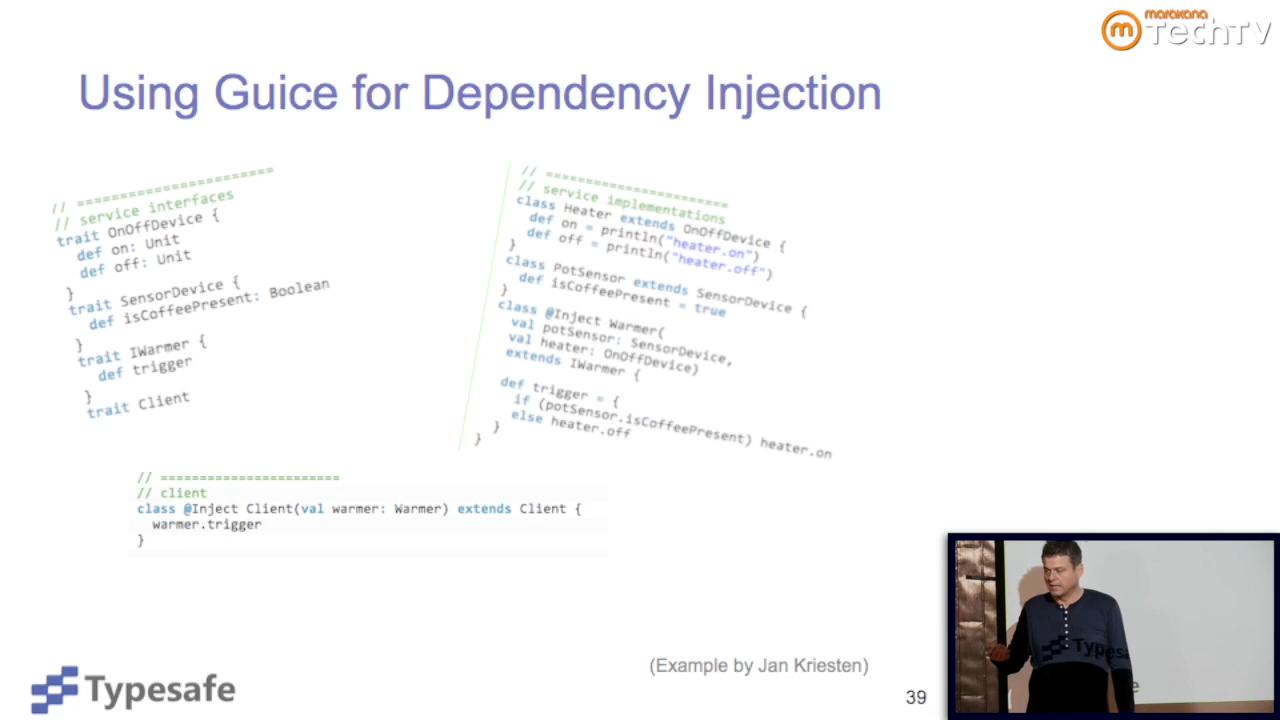 marakana
TechTV
Using Guice for Dependency Injection
// =======================
// service interfaces
trait OnOffDevice {
def on: Unit
def off: Unit
}
trait SensorDevice {
def isCoffeePresent: Boolean
}
trait IWarmer {
def trigger
}
trait Client
// =======================
// service implementations
class Heater extends OnOffDevice {
def on = println("heater.on")
def off = println("heater.off")
}
class PotSensor extends SensorDevice {
def isCoffeePresent = true
}
class @Inject Warmer(
val potSensor: SensorDevice,
val heater: OnOffDevice)
extends IWarmer {
def trigger = {
if (potSensor.isCoffeePresent) heater.on
else heater.off
}
}
// =======================
// client
class @Inject Client(val warmer: Warmer) extends Client {
warmer.trigger
}
(Example by Jan Kriesten)
Typesafe
39